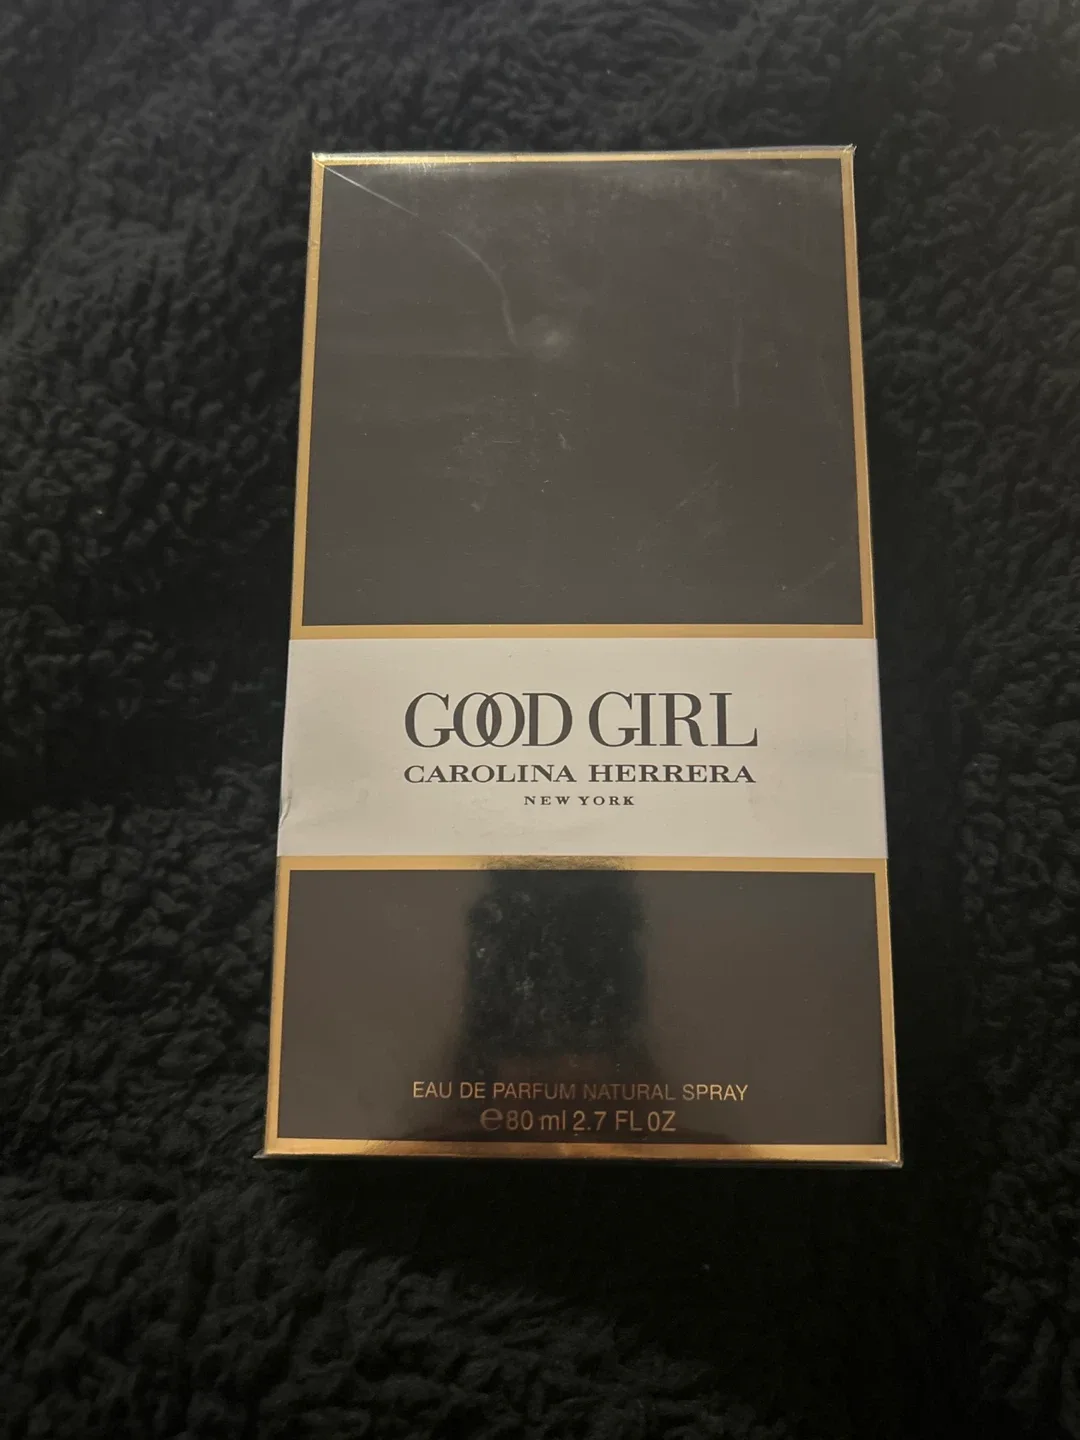 GOOD GIRL
CAROLINA HERRERA
NEW YORK
EAU DE PARFUM NATURAL SPRAY
℮80 ml 2.7 FL OZ